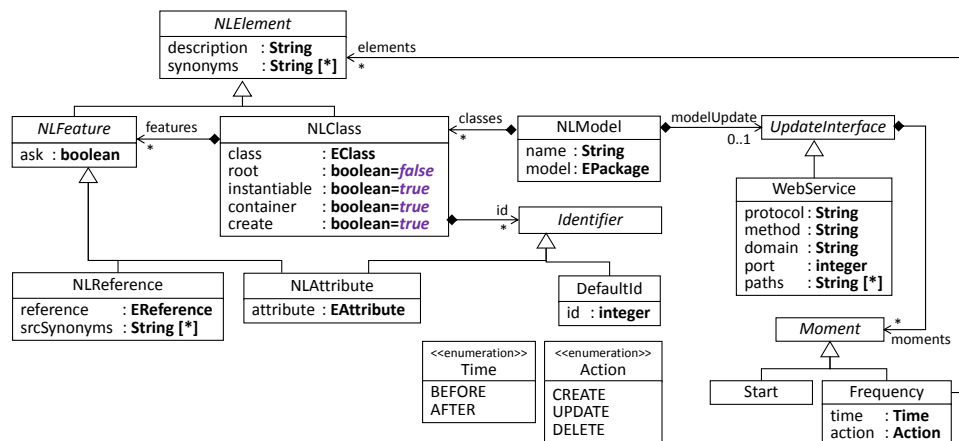 NLElement
description : String
synonyms : String [*]
elements
*
NLFeature
ask : boolean
features
*
NLClass
class : EClass
root : boolean=false
instantiable : boolean=true
container : boolean=true
create : boolean=true
classes
*
NLModel
name : String
model : EPackage
modelUpdate
0..1
UpdateInterface
id
*
Identifier
WebService
protocol : String
method : String
domain : String
port : integer
paths : String [*]
NLReference
reference : EReference
srcSynonyms : String [*]
NLAttribute
attribute : EAttribute
DefaultId
id : integer
Moment
*
moments
<<enumeration>>
Time
BEFORE
AFTER
<<enumeration>>
Action
CREATE
UPDATE
DELETE
Start
Frequency
time : Time
action : Action